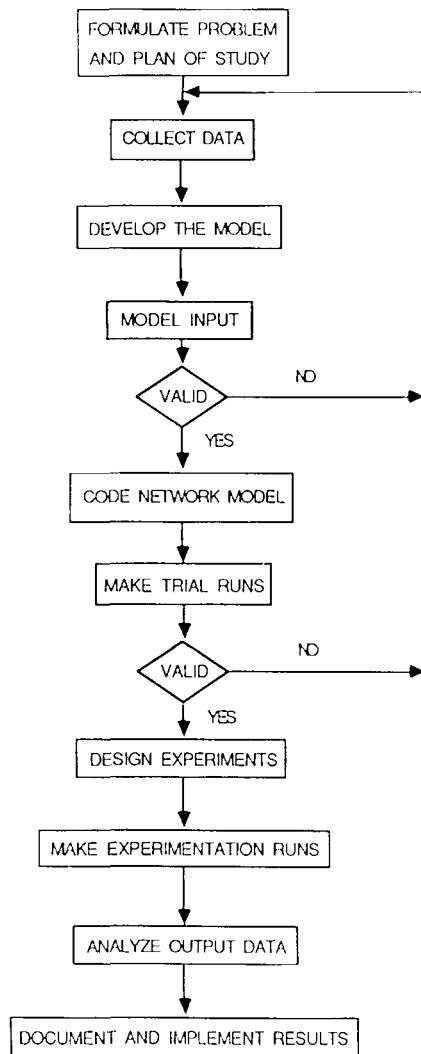 FORMULATE PROBLEM
AND PLAN OF STUDY
COLLECT DATA
DEVELOP THE MODEL
MODEL INPUT
VALID
NO
YES
CODE NETWORK MODEL
MAKE TRIAL RUNS
VALID
NO
YES
DESIGN EXPERIMENTS
MAKE EXPERIMENTATION RUNS
ANALYZE OUTPUT DATA
DOCUMENT AND IMPLEMENT RESULTS